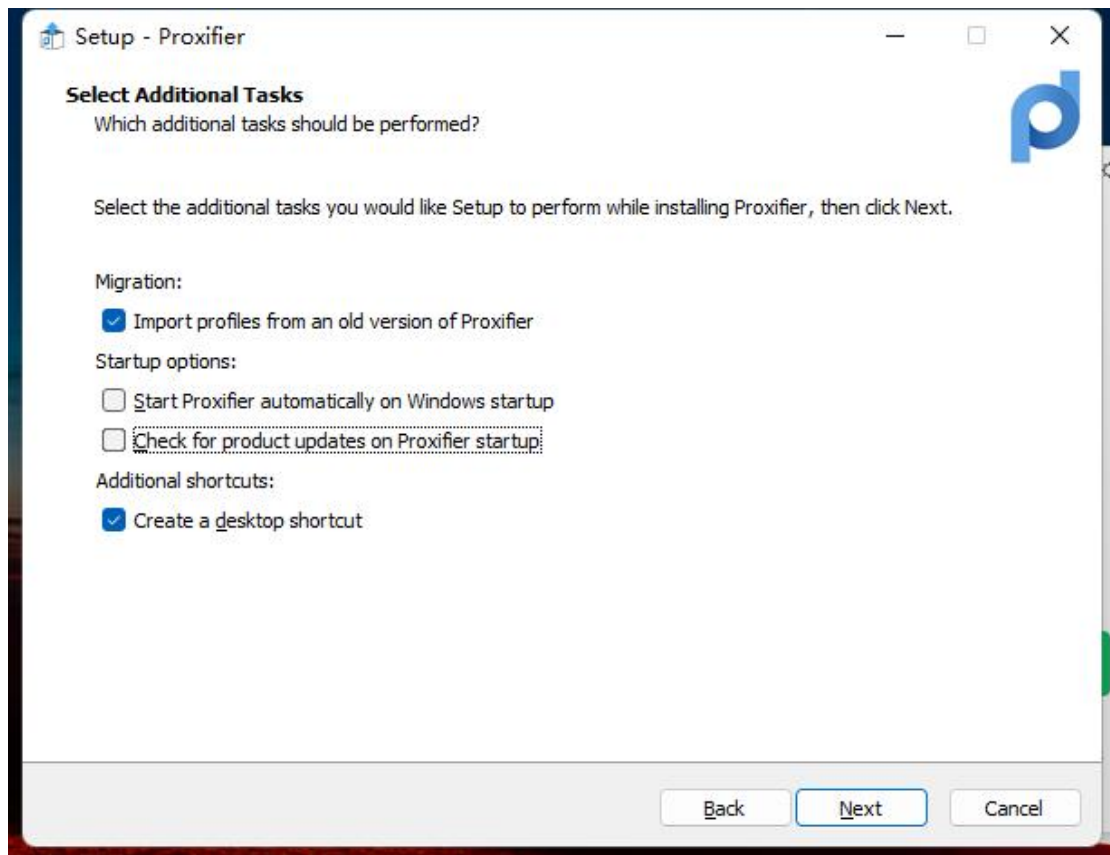 Setup - Proxifier
Select Additional Tasks
Which additional tasks should be performed?
Select the additional tasks you would like Setup to perform while installing Proxifier, then click Next.
Migration:
Import profiles from an old version of Proxifier
Startup options:
Start Proxifier automatically on Windows startup
Check for product updates on Proxifier startup
Additional shortcuts:
Create a desktop shortcut
Back Next Cancel